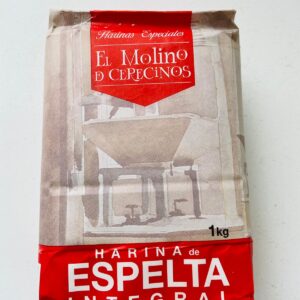 Harinas Especiales
El Molino
D CERECINOS
1kg
HARINA de
ESPELTA
INTEGRAL